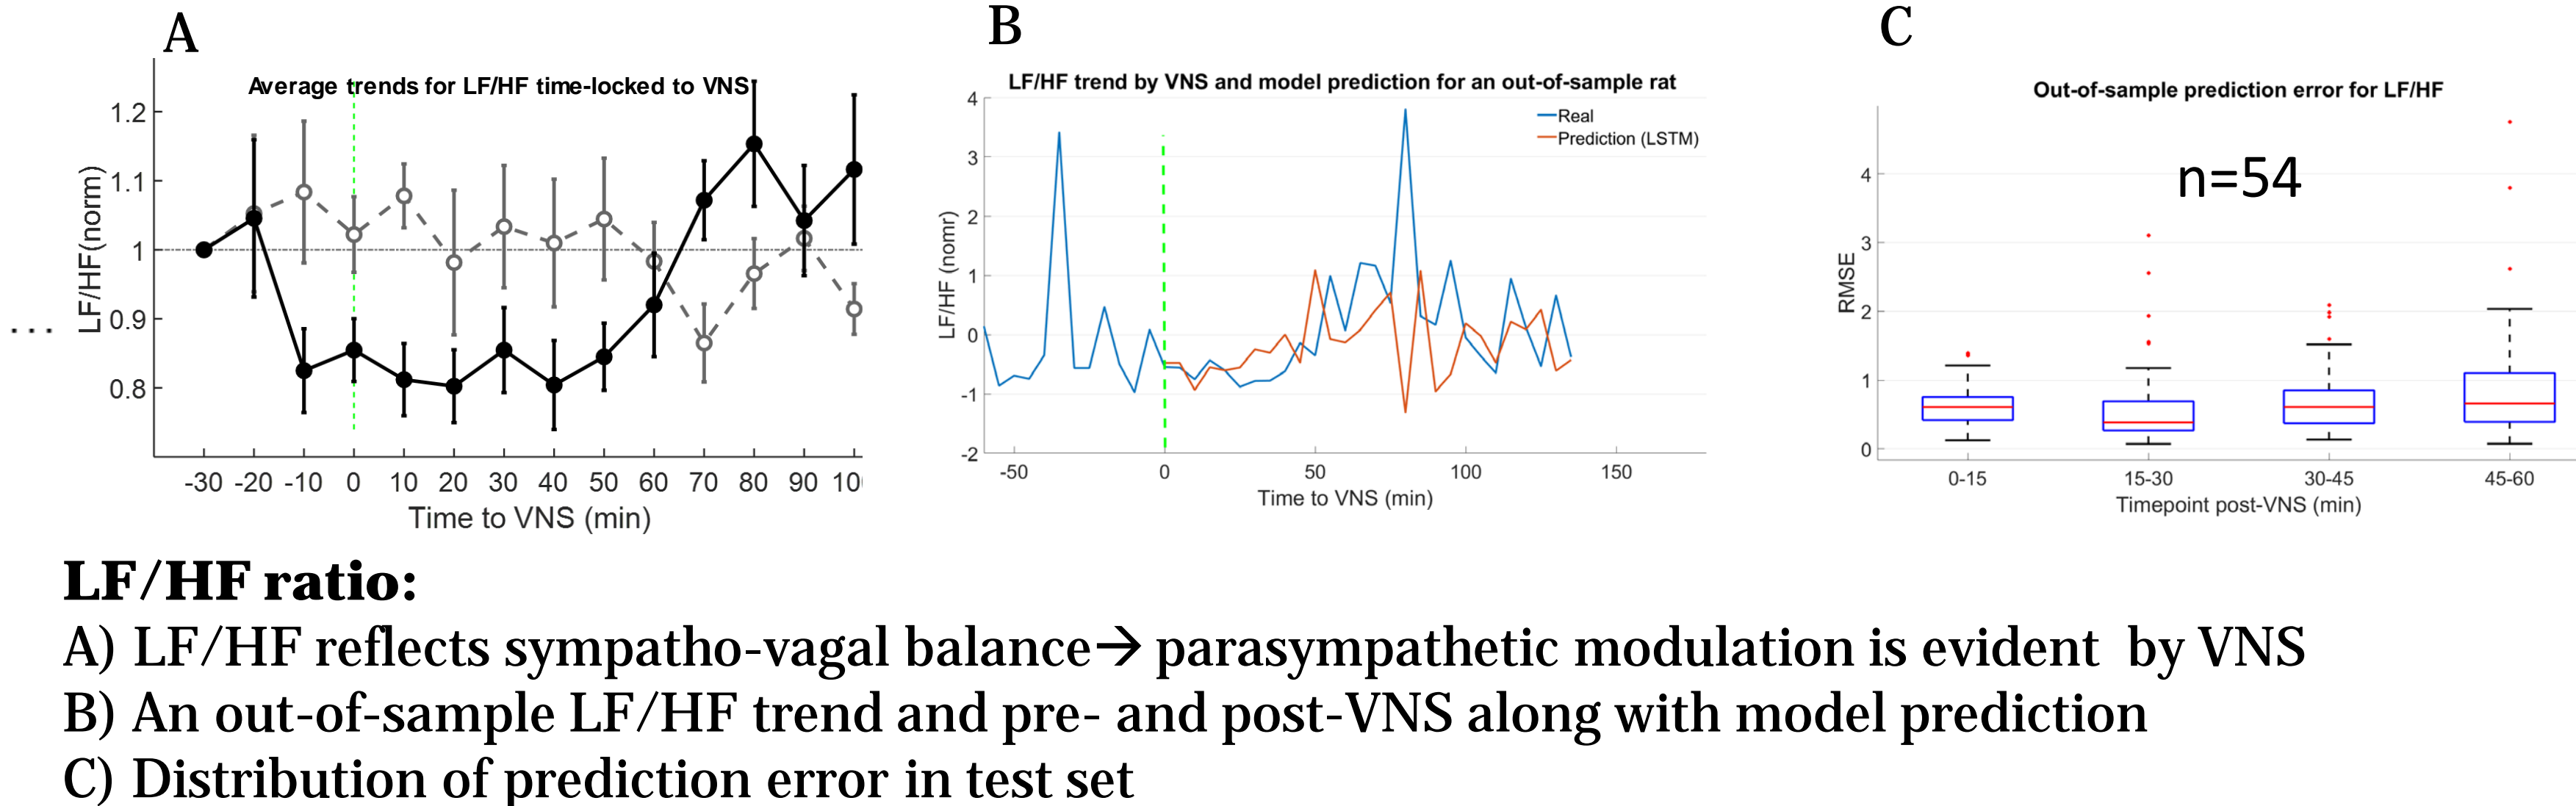 A
Average trends for LF/HF time-locked to VNS
LF/HF(norm)
1.2
1.1
1
0.9
0.8
-30 -20 -10 0 10 20 30 40 50 60 70 80 90 10
Time to VNS (min)
...
B
LF/HF trend by VNS and model prediction for an out-of-sample rat
Real
Prediction (LSTM)
LF/HF (nomr)
4
3
2
1
0
-1
-2
-50 0 50 100 150
Time to VNS (min)
C
Out-of-sample prediction error for LF/HF
n=54
RMSE
4
3
2
1
0
0-15 15-30 30-45 45-60
Timepoint post-VNS (min)
LF/HF ratio:
A) LF/HF reflects sympatho-vagal balance→ parasympathetic modulation is evident by VNS
B) An out-of-sample LF/HF trend and pre- and post-VNS along with model prediction
C) Distribution of prediction error in test set